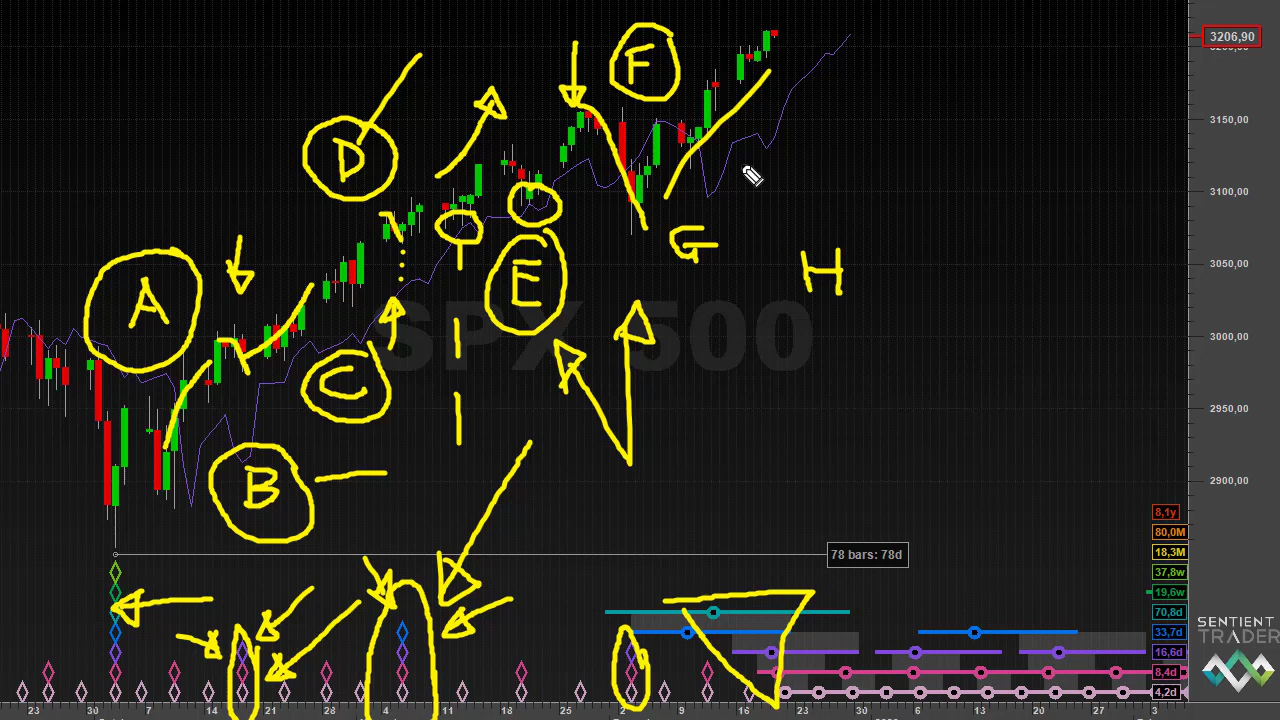 3206,90
F
3150,00
D
3100,00
G
3050,00
H
A
E
SPX 500
3000,00
C
2950,00
B
2900,00
8,1y
80,0M
18,3M
78 bars: 78d
37,8w
19,6w
70,8d
33,7d
16,6d
8,4d
4,2d
SENTIENT
TRADER
23 30 7 14 21 28 4 11 18 25 2 9 16 23 30 6 13 20 27 3